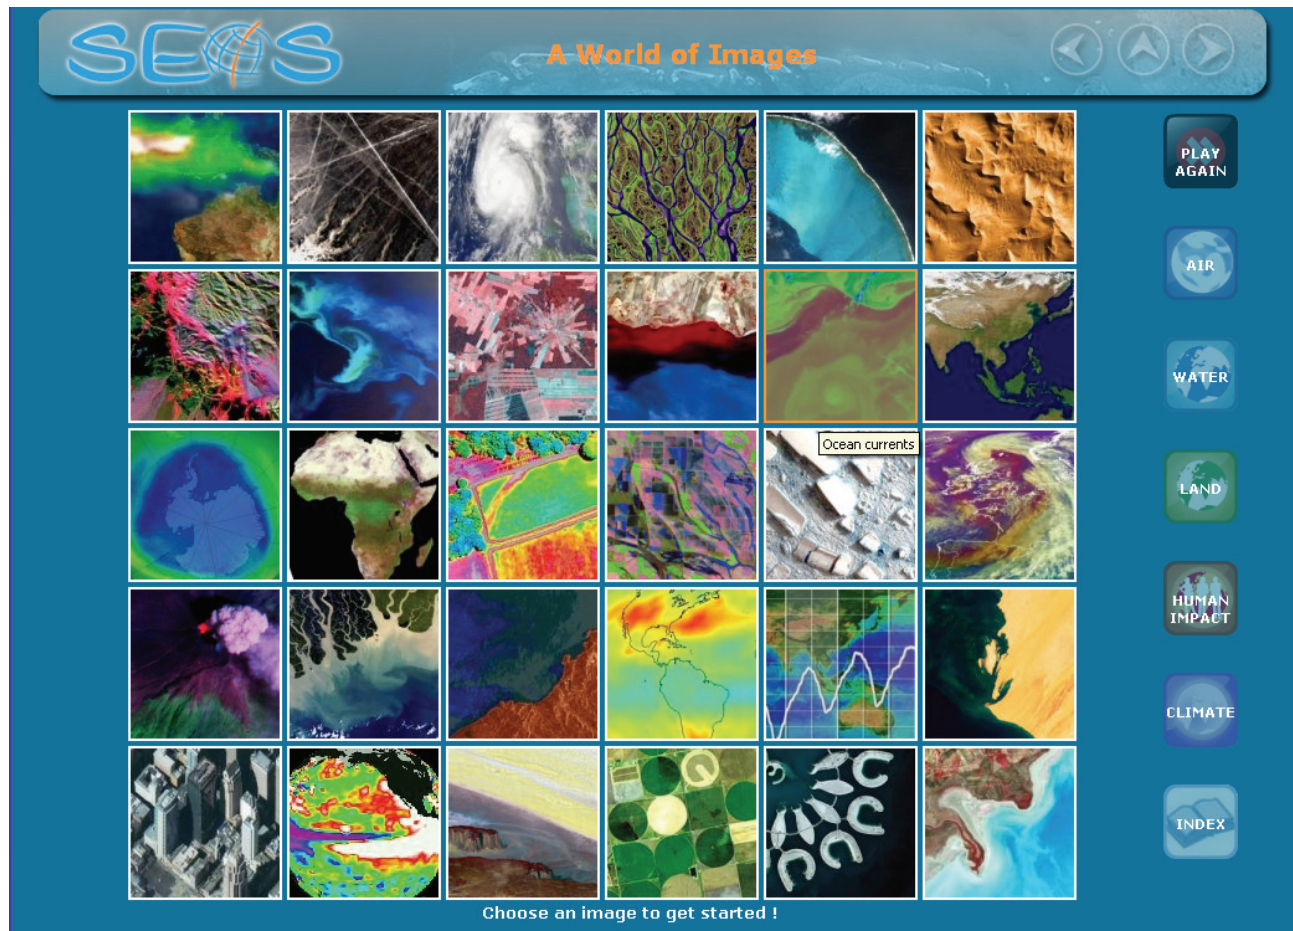 SEOS
A World of Images
PLAY
AGAIN
AIR
WATER
Ocean currents
LAND
HUMAN
IMPACT
CLIMATE
INDEX
Choose an image to get started !